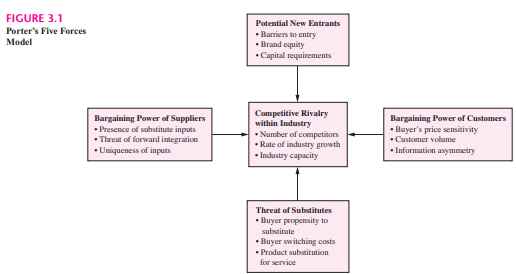 FIGURE 3.1
Porter's Five Forces
Model
Potential New Entrants
• Barriers to entry
• Brand equity
• Capital requirements
Bargaining Power of Suppliers
• Presence of substitute inputs
• Threat of forward integration
• Uniqueness of inputs
Competitive Rivalry
within Industry
• Number of competitors
• Rate of industry growth
• Industry capacity
Bargaining Power of Customers
• Buyer's price sensitivity
• Customer volume
• Information asymmetry
Threat of Substitutes
• Buyer propensity to
substitute
• Buyer switching costs
• Product substitution
for service